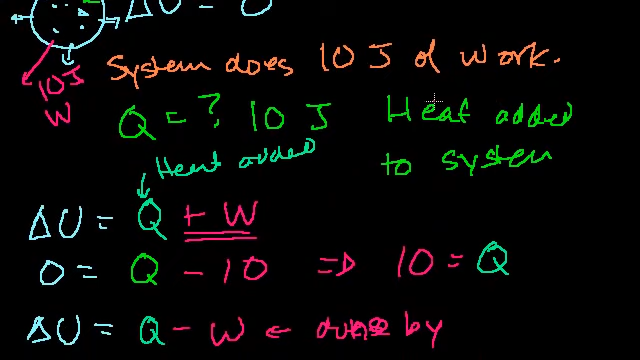 ΔU = 0
System does 10 J of work.
10J
W
Q = ? 10 J Heat added
to system
Heat added
ΔU = Q + W
0 = Q - 10 ⇒ 10 = Q
ΔU = Q - W ← done by